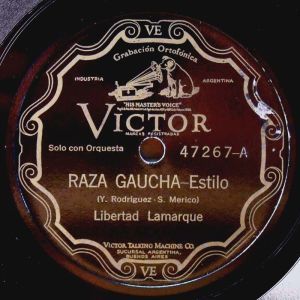 VE
Grabación Ortofónica
INDUSTRIA
ARGENTINA
"HIS MASTER'S VOICE"
VICTOR
MARCAS REGISTRADAS
Solo con Orquesta
47267-A
RAZA GAUCHA-Estilo
(Y. Rodriguez - S. Merico)
Libertad Lamarque
VICTOR TALKING MACHINE CO.
SUCURSAL ARGENTINA,
BUENOS AIRES
VE